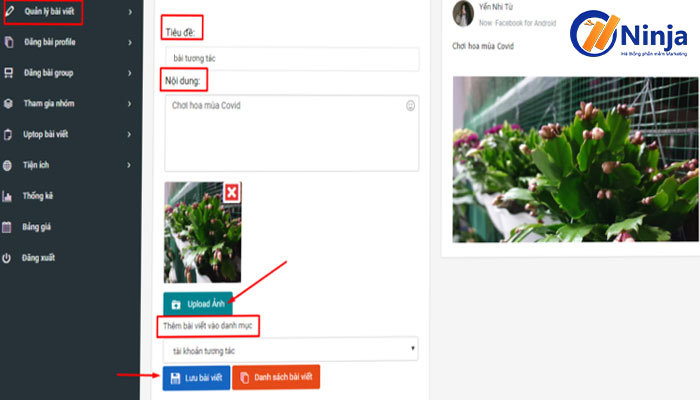 Quản lý bài viết
Đăng bài profile
Đăng bài group
Tham gia nhóm
Uptop bài viết
Tiện ích
Thống kê
Bảng giá
Đăng xuất
Tiêu đề:
bài tương tác
Nội dung:
Chơi hoa mùa Covid
Upload Ảnh
Thêm bài viết vào danh mục
tài khoản tương tác
Lưu bài viết
Danh sách bài viết
Yến Nhi Từ
Now Facebook for Android
Chơi hoa mùa Covid
Ninja
Hệ thống phần mềm Marketing